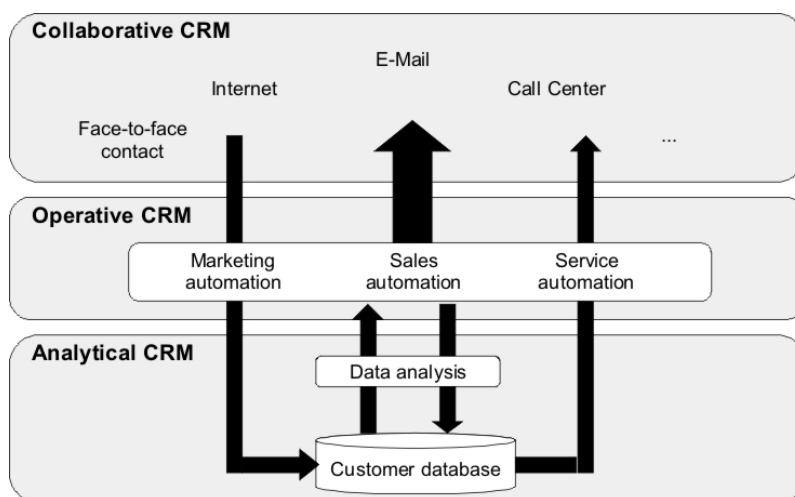 Collaborative CRM
E-Mail
Internet
Call Center
Face-to-face
contact
...
Operative CRM
Marketing
automation
Sales
automation
Service
automation
Analytical CRM
Data analysis
Customer database